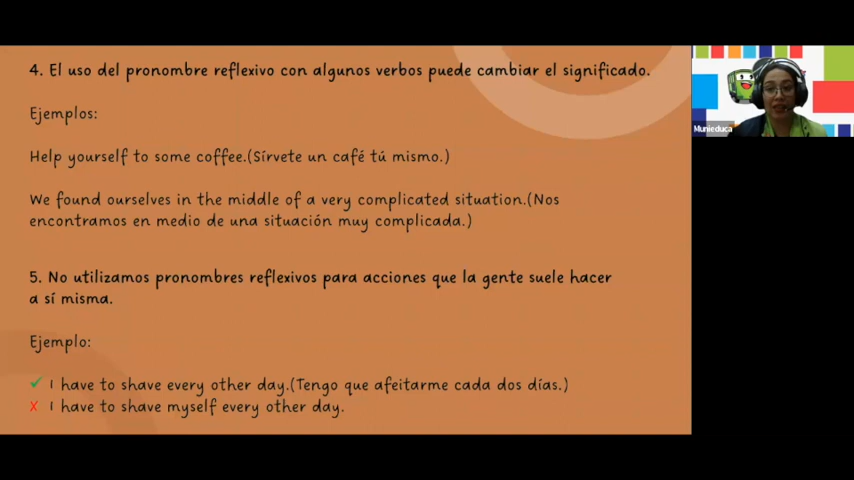 4. El uso del pronombre reflexivo con algunos verbos puede cambiar el significado.
Ejemplos:
Help yourself to some coffee.(Sírvete un café tú mismo.)
We found ourselves in the middle of a very complicated situation.(Nos
encontramos en medio de una situación muy complicada.)
5. No utilizamos pronombres reflexivos para acciones que la gente suele hacer
a sí misma.
Ejemplo:
✓ I have to shave every other day.(Tengo que afeitarme cada dos días.)
X I have to shave myself every other day.
Munieduca